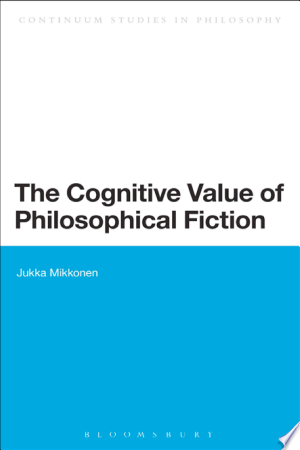 CONTINUUM STUDIES IN PHILOSOPHY
The Cognitive Value of
Philosophical Fiction
Jukka Mikkonen
BLOOMSBURY